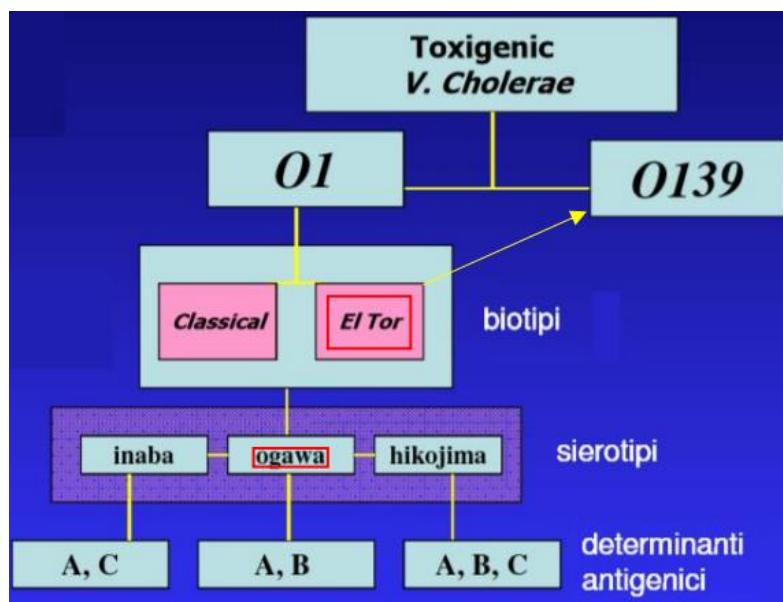 Toxigenic
V. Cholerae
O1
O139
Classical
El Tor
biotipi
inaba
ogawa
hikojima
sierotipi
A, C
A, B
A, B, C
determinanti
antigenici